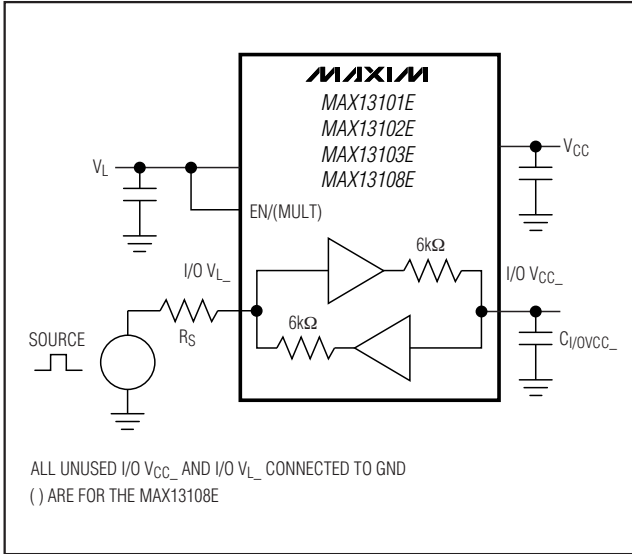 MAXIM
MAX13101E
MAX13102E
MAX13103E
MAX13108E
VL
VCC
EN/(MULT)
I/O VL_
6kΩ
I/O VCC_
RS
6kΩ
SOURCE
CI/OVCC_
ALL UNUSED I/O VCC_ AND I/O VL_ CONNECTED TO GND
( ) ARE FOR THE MAX13108E